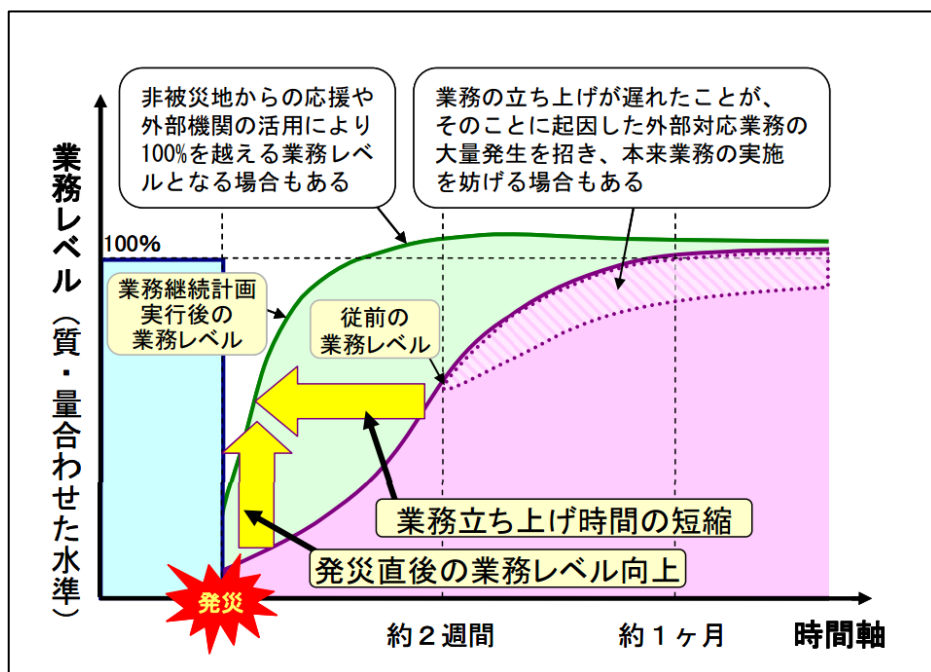 非被災地からの応援や
外部機関の活用により
100%を越える業務レベ
ルとなる場合もある
業務の立ち上げが遅れたことが、
そのことに起因した外部対応業務の
大量発生を招き、本来業務の実施
を妨げる場合もある
業務レベル（質・量合わせた水準）
100%
業務継続計画
実行後の
業務レベル
従前の
業務レベル
業務立ち上げ時間の短縮
発災直後の業務レベル向上
発災
約２週間
約１ヶ月
時間軸